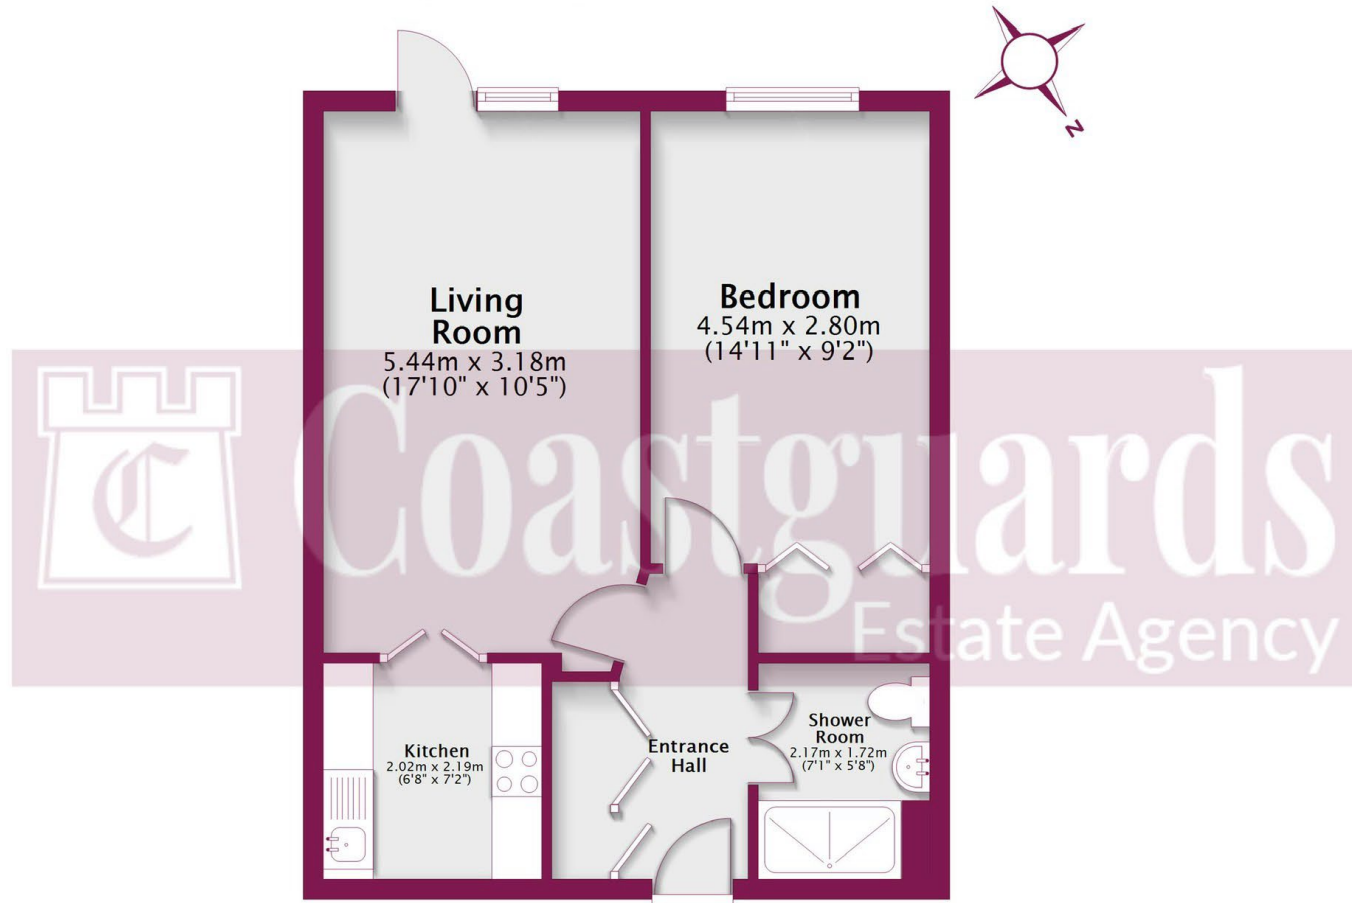 N
Living
Room
5.44m x 3.18m
(17'10" x 10'5")
Bedroom
4.54m x 2.80m
(14'11" x 9'2")
C
Coastguards
Estate Agency
Kitchen
2.02m x 2.19m
(6'8" x 7'2")
Entrance
Hall
Shower
Room
2.17m x 1.72m
(7'1" x 5'8")